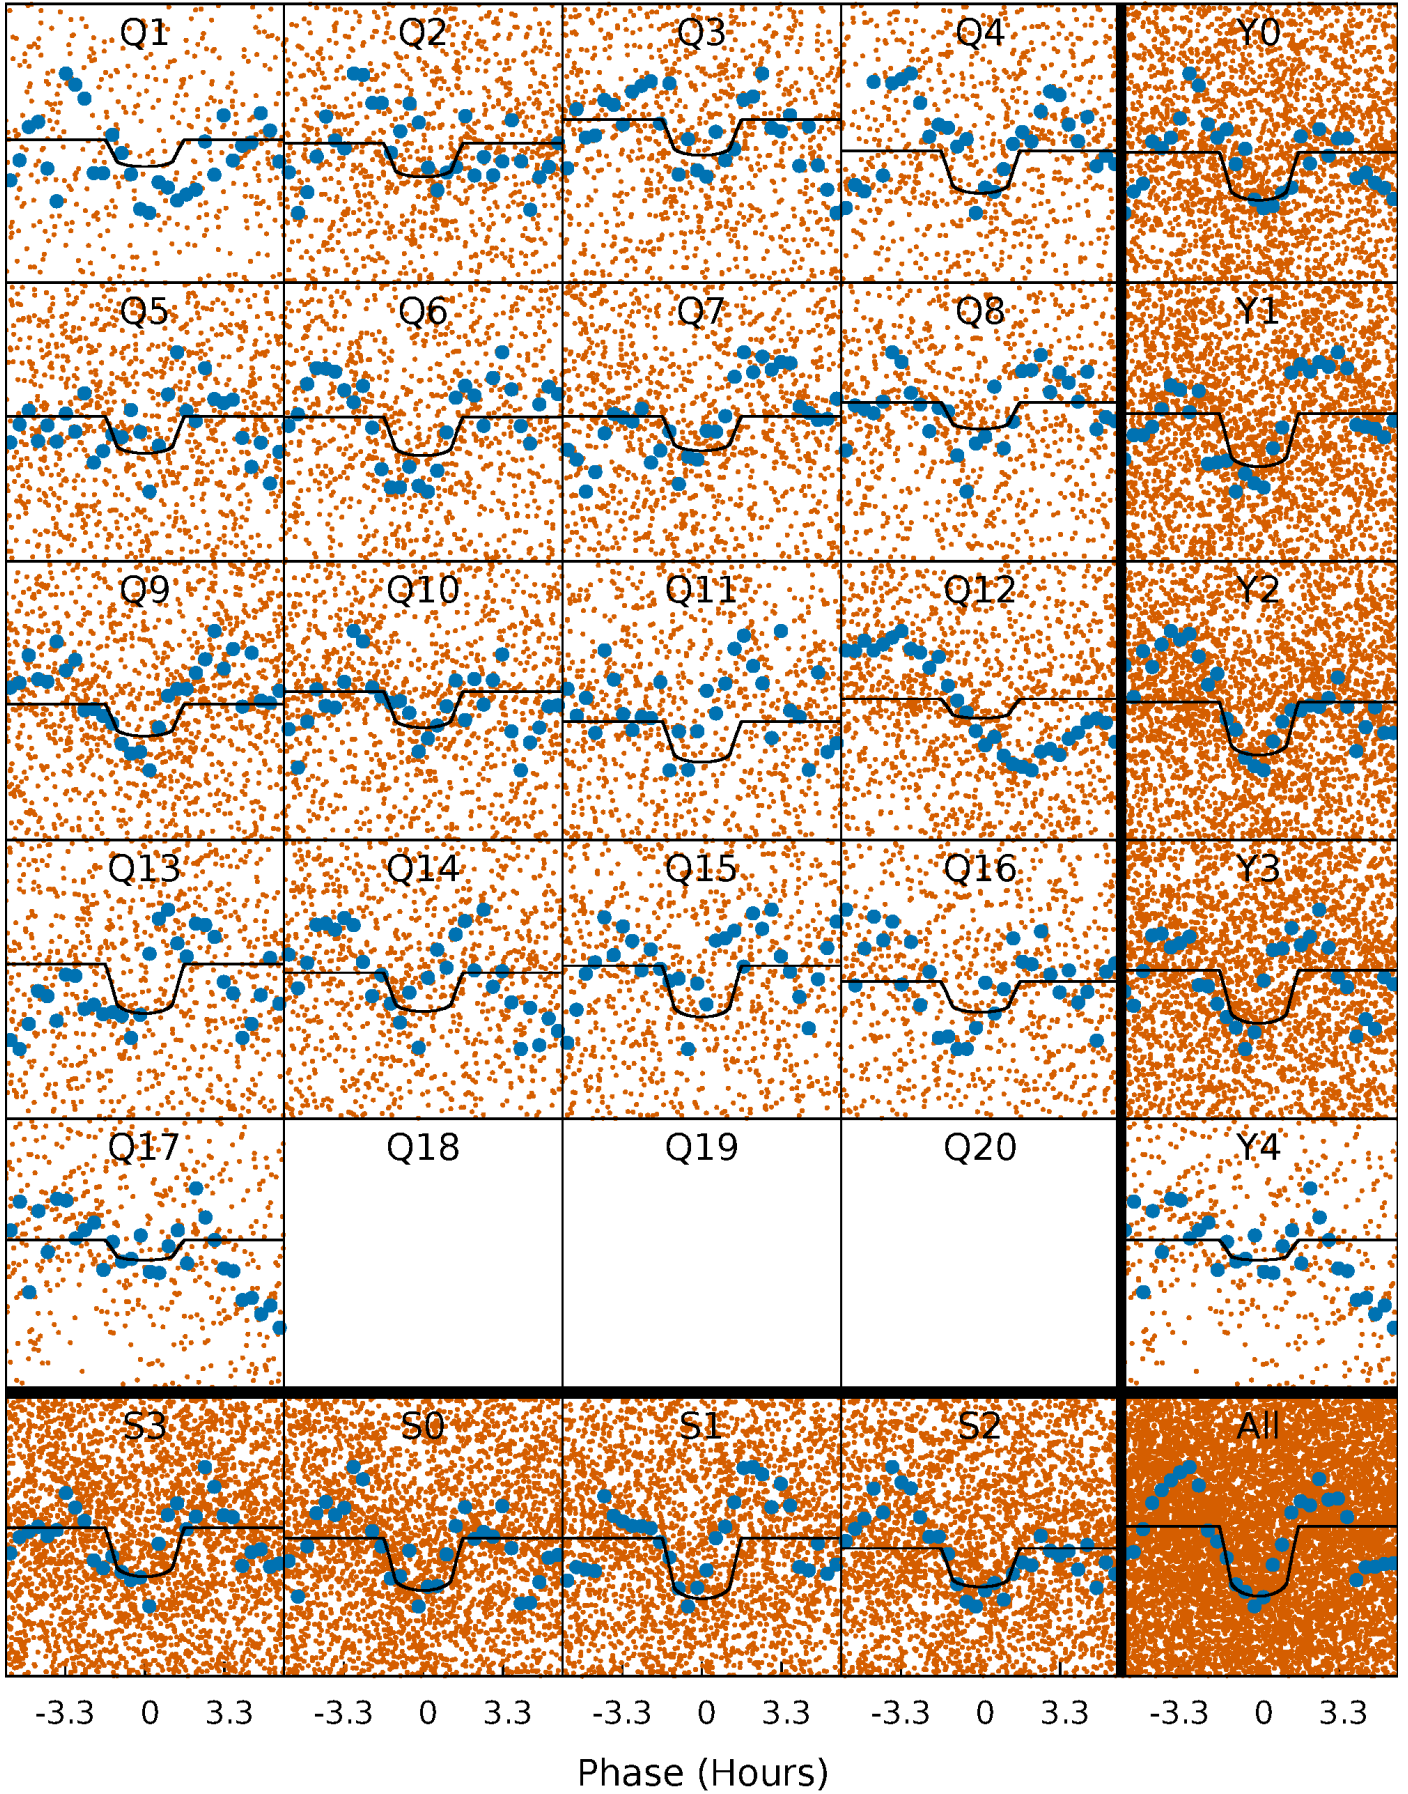 Q1 Q2 Q3 Q4 Y0
Q5 Q6 Q7 Q8 Y1
Q9 Q10 Q11 Q12 Y2
Q13 Q14 Q15 Q16 Y3
Q17 Q18 Q19 Q20 Y4
S3 S0 S1 S2 All
-3.3 0 3.3 -3.3 0 3.3 -3.3 0 3.3 -3.3 0 3.3 -3.3 0 3.3
Phase (Hours)